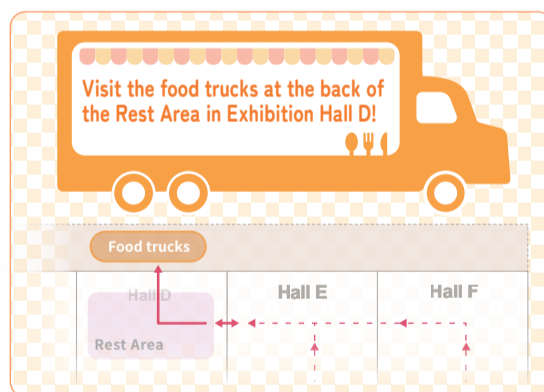 Visit the food trucks at the back of
the Rest Area in Exhibition Hall D!
Food trucks
Hall D
Hall E
Hall F
Rest Area